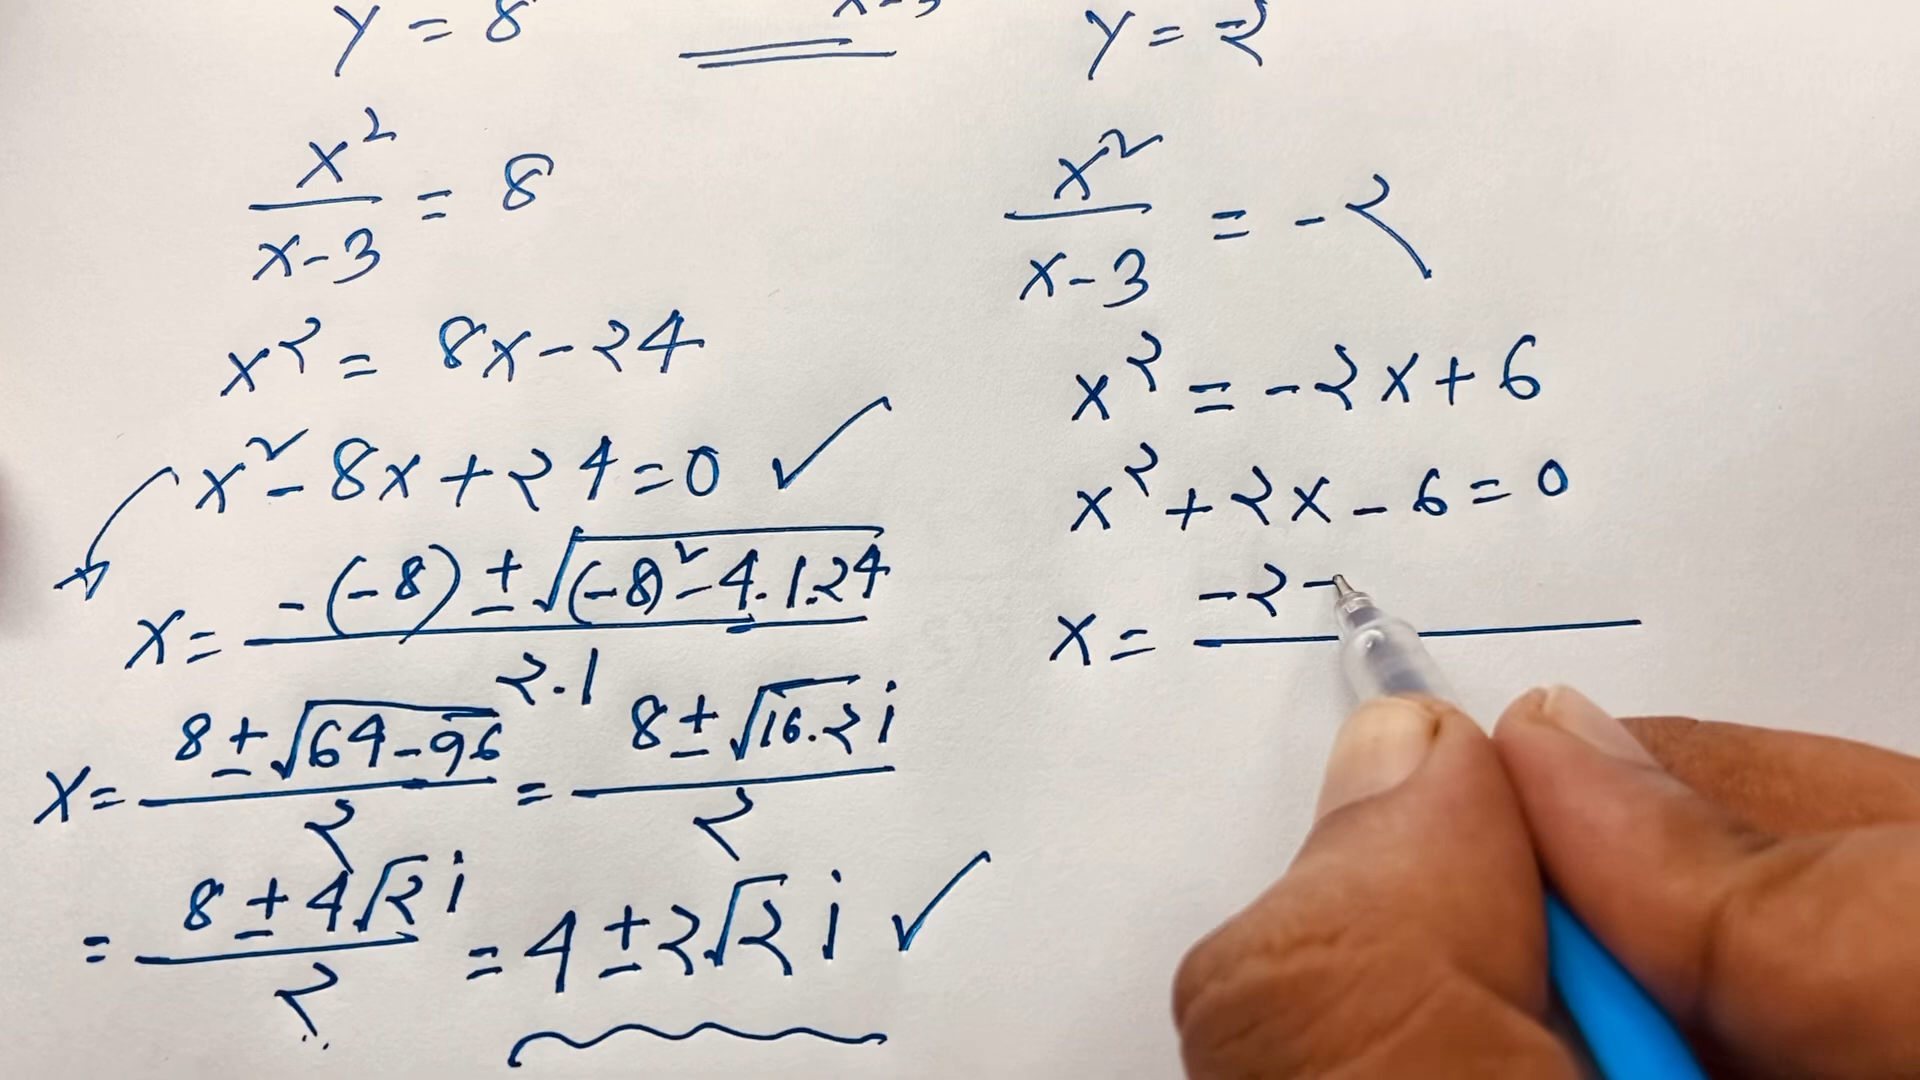 y = 8
x²/(x-3) = 8
x² = 8x - 24
x² - 8x + 24 = 0 ✓
x = (-(-8) ± √((-8)² - 4.1.24))/(2.1)
x = (8 ± √(64-96))/2 = (8 ± √(16.2) i)/2
= (8 ± 4√2 i)/2 = 4 ± 2√2 i ✓
y = -2
x²/(x-3) = -2
x² = -2x + 6
x² + 2x - 6 = 0
x = -2 -